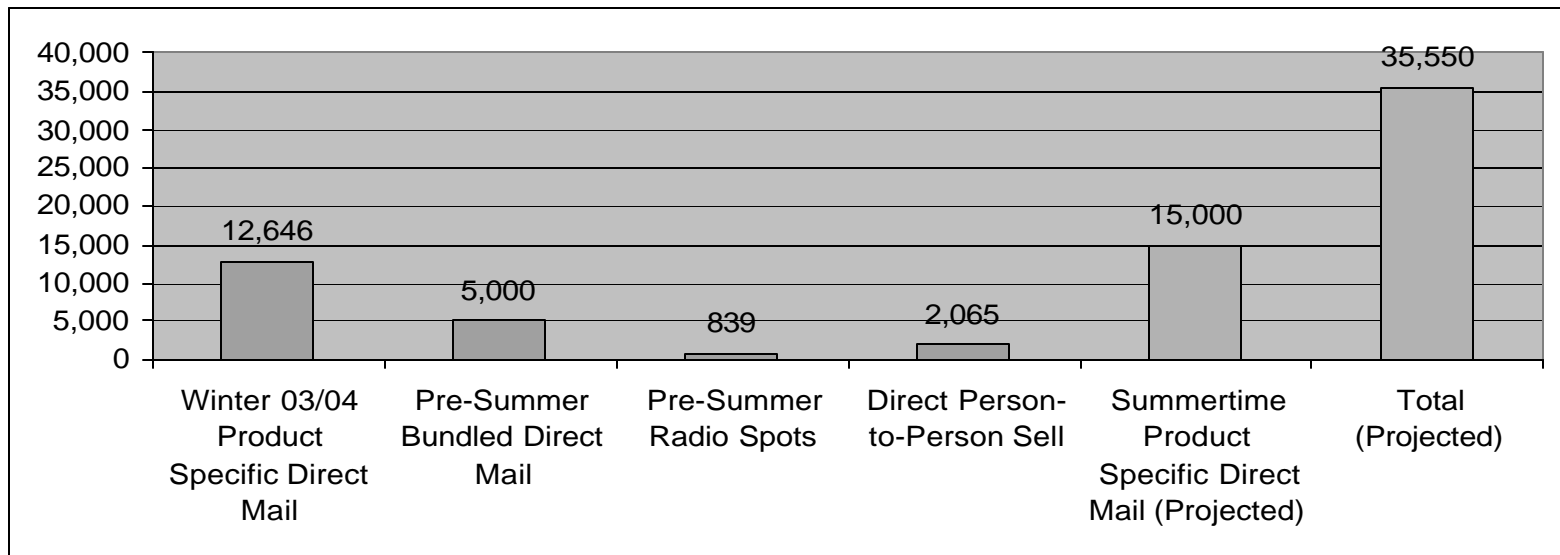 40,000
35,000
30,000
25,000
20,000
15,000
10,000
5,000
0
12,646
5,000
839
2,065
15,000
35,550
Winter 03/04
Product
Specific Direct
Mail
Pre-Summer
Bundled Direct
Mail
Pre-Summer
Radio Spots
Direct Person-
to-Person Sell
Summertime
Product
Specific Direct
Mail (Projected)
Total
(Projected)